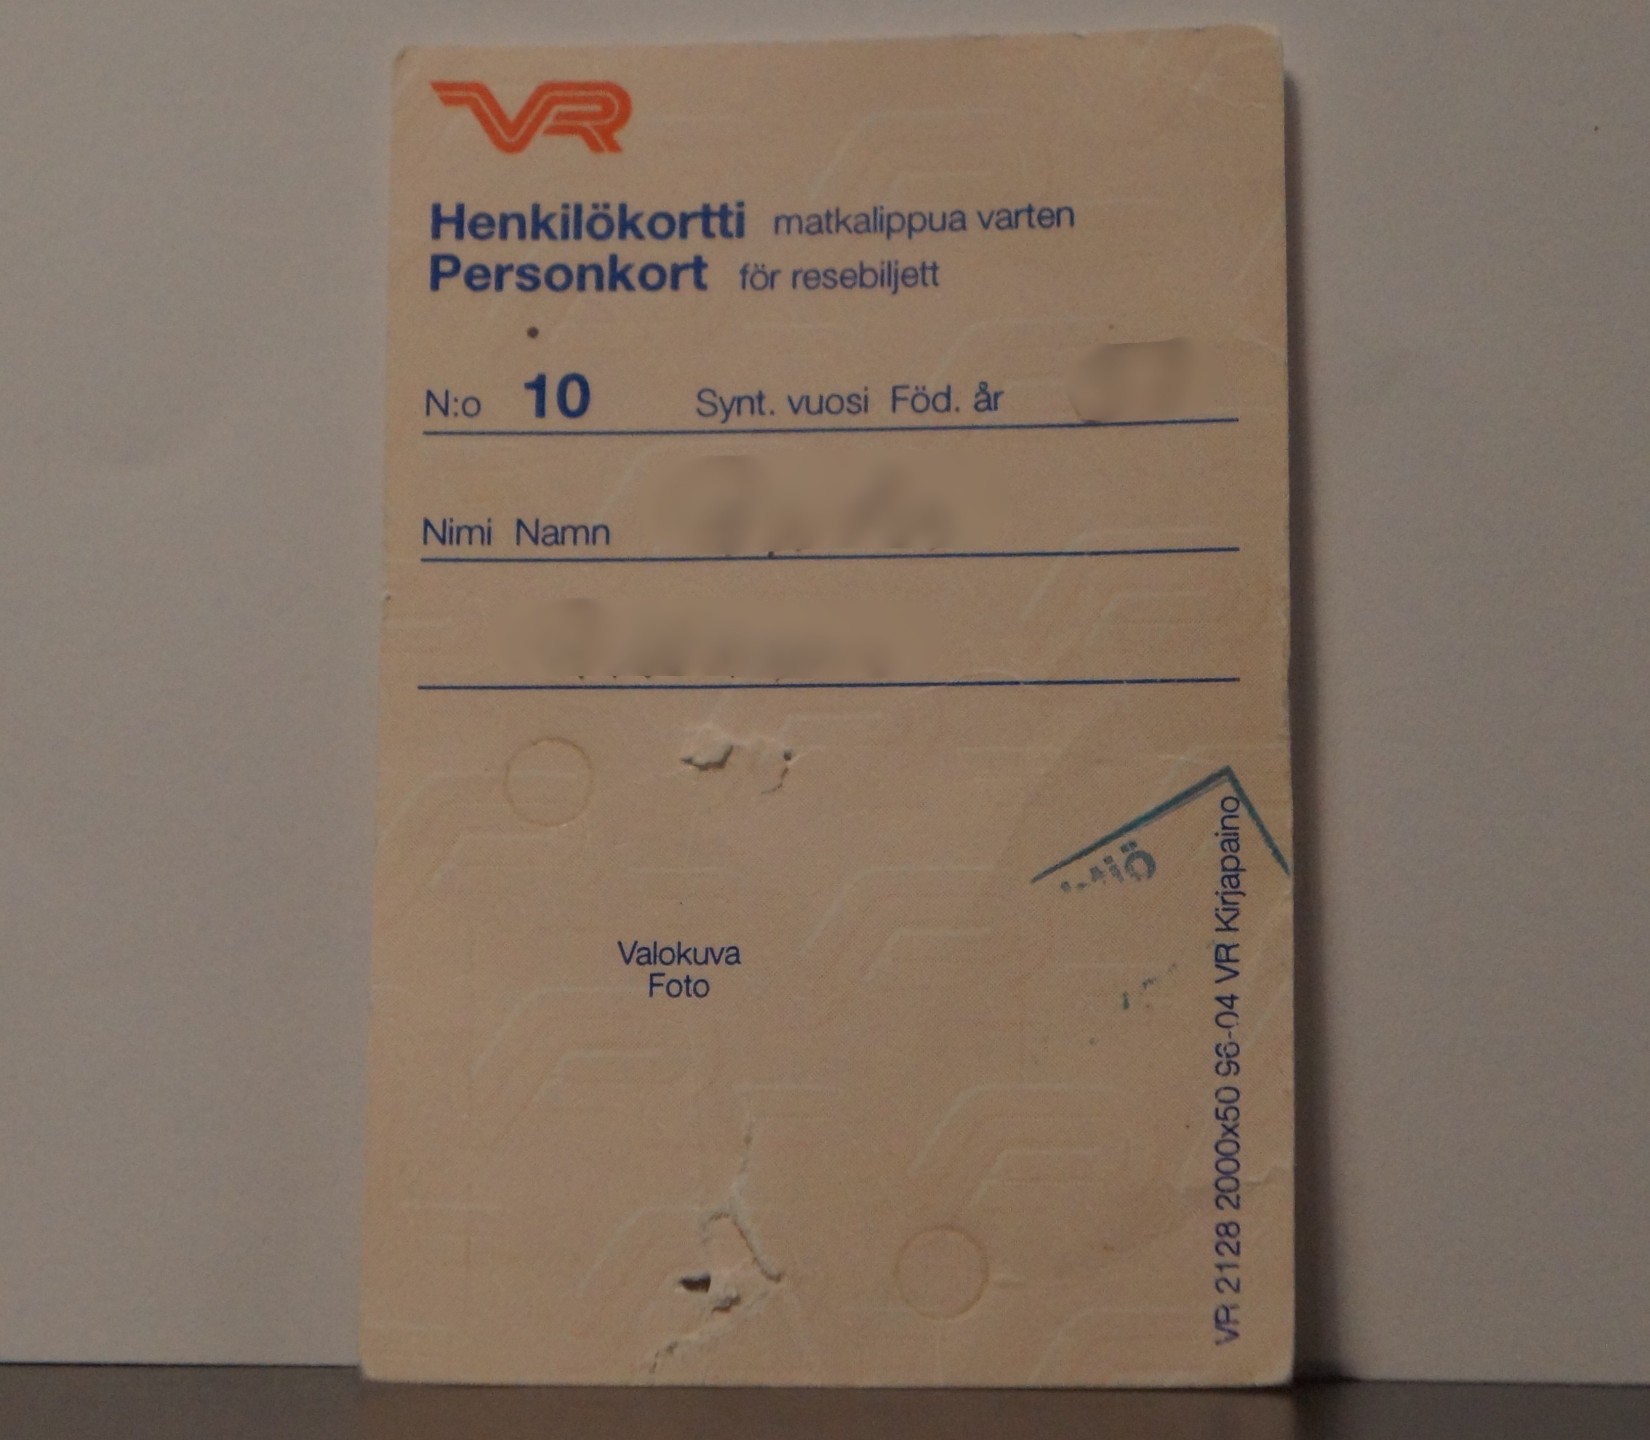 VR
Henkilökortti matkalippua varten
Personkort för resebiljett
N:o 10 Synt. vuosi Föd. år
Nimi Namn
Valokuva
Foto
VR 2128 2000x50 96-04 VR Kirjapaino